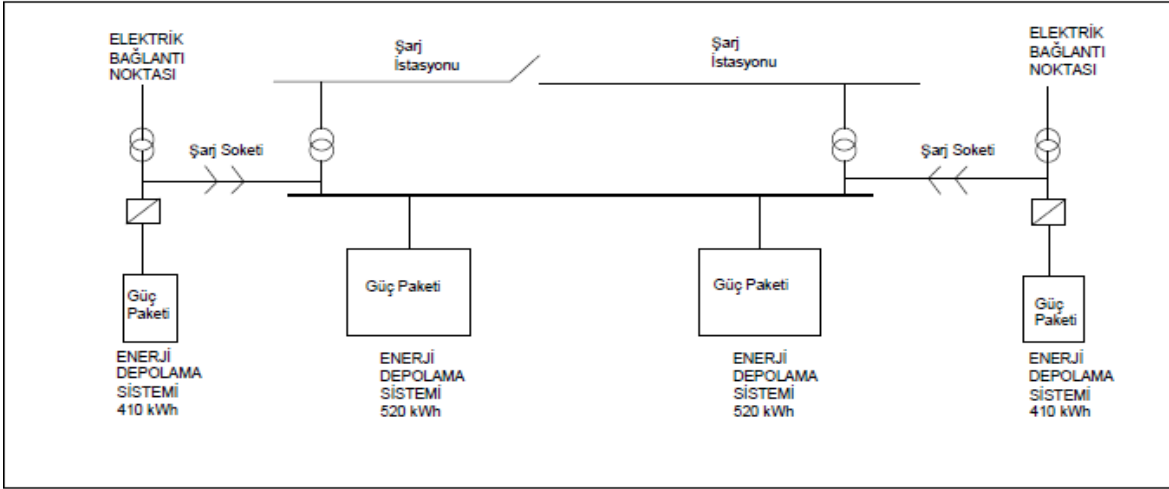 ELEKTRİK
BAĞLANTI
NOKTASI
Şarj
İstasyonu
Şarj
İstasyonu
ELEKTRİK
BAĞLANTI
NOKTASI
Şarj Soketi
Şarj Soketi
Güç
Paketi
Güç Paketi
Güç Paketi
Güç
Paketi
ENERJİ
DEPOLAMA
SİSTEMİ
410 kWh
ENERJİ
DEPOLAMA
SİSTEMİ
520 kWh
ENERJİ
DEPOLAMA
SİSTEMİ
520 kWh
ENERJİ
DEPOLAMA
SİSTEMİ
410 kWh